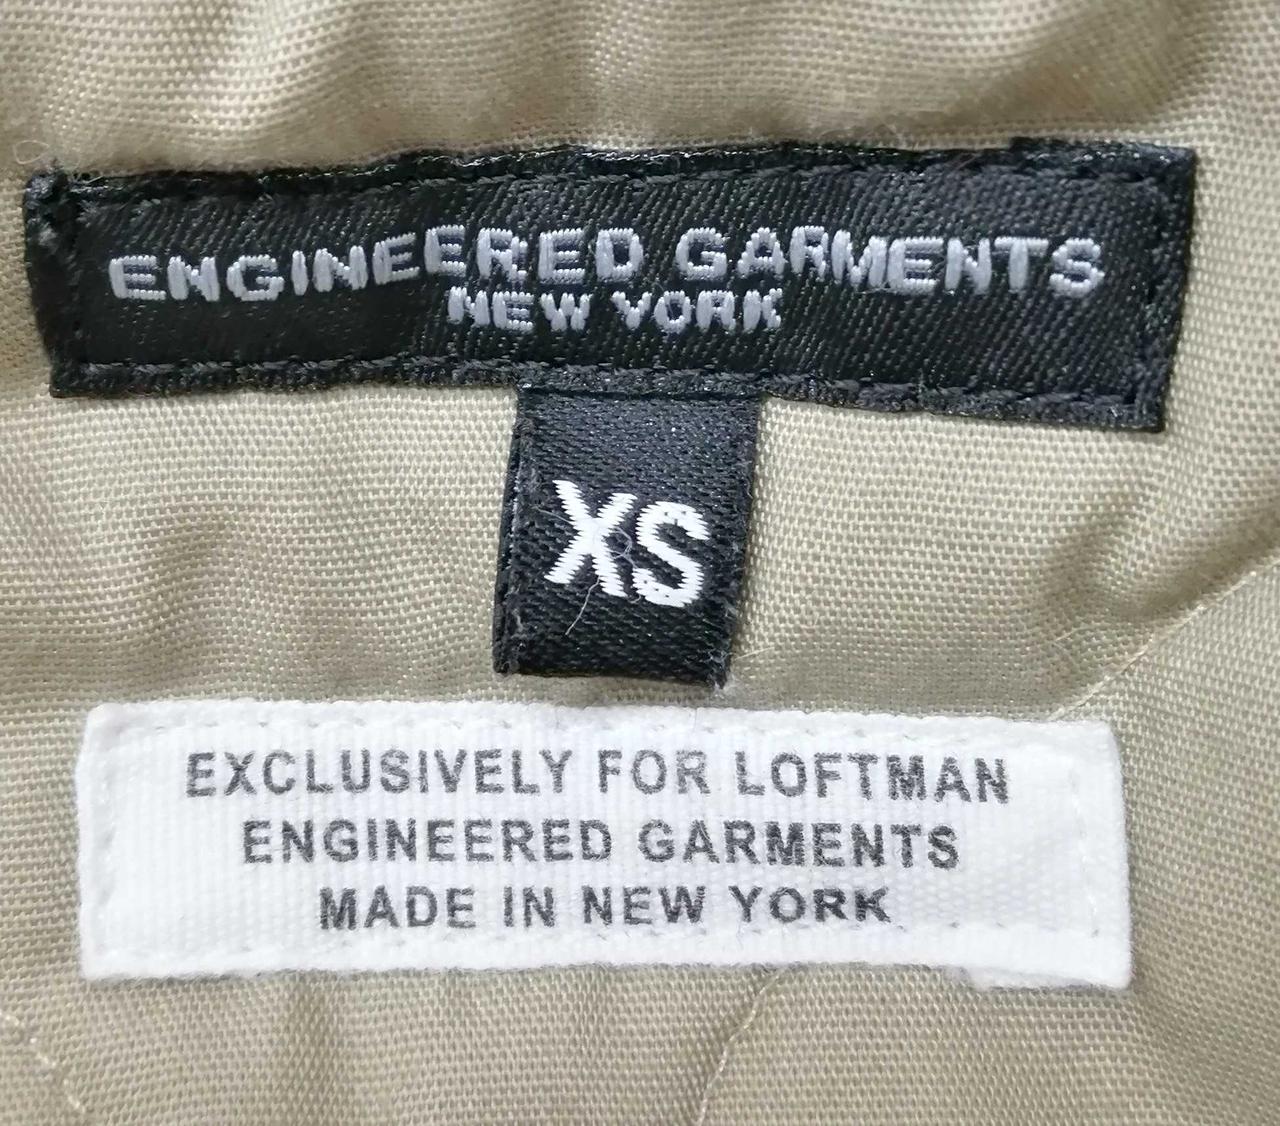 ENGINEERED GARMENTS
NEW YORK
XS
EXCLUSIVELY FOR LOFTMAN
ENGINEERED GARMENTS
MADE IN NEW YORK